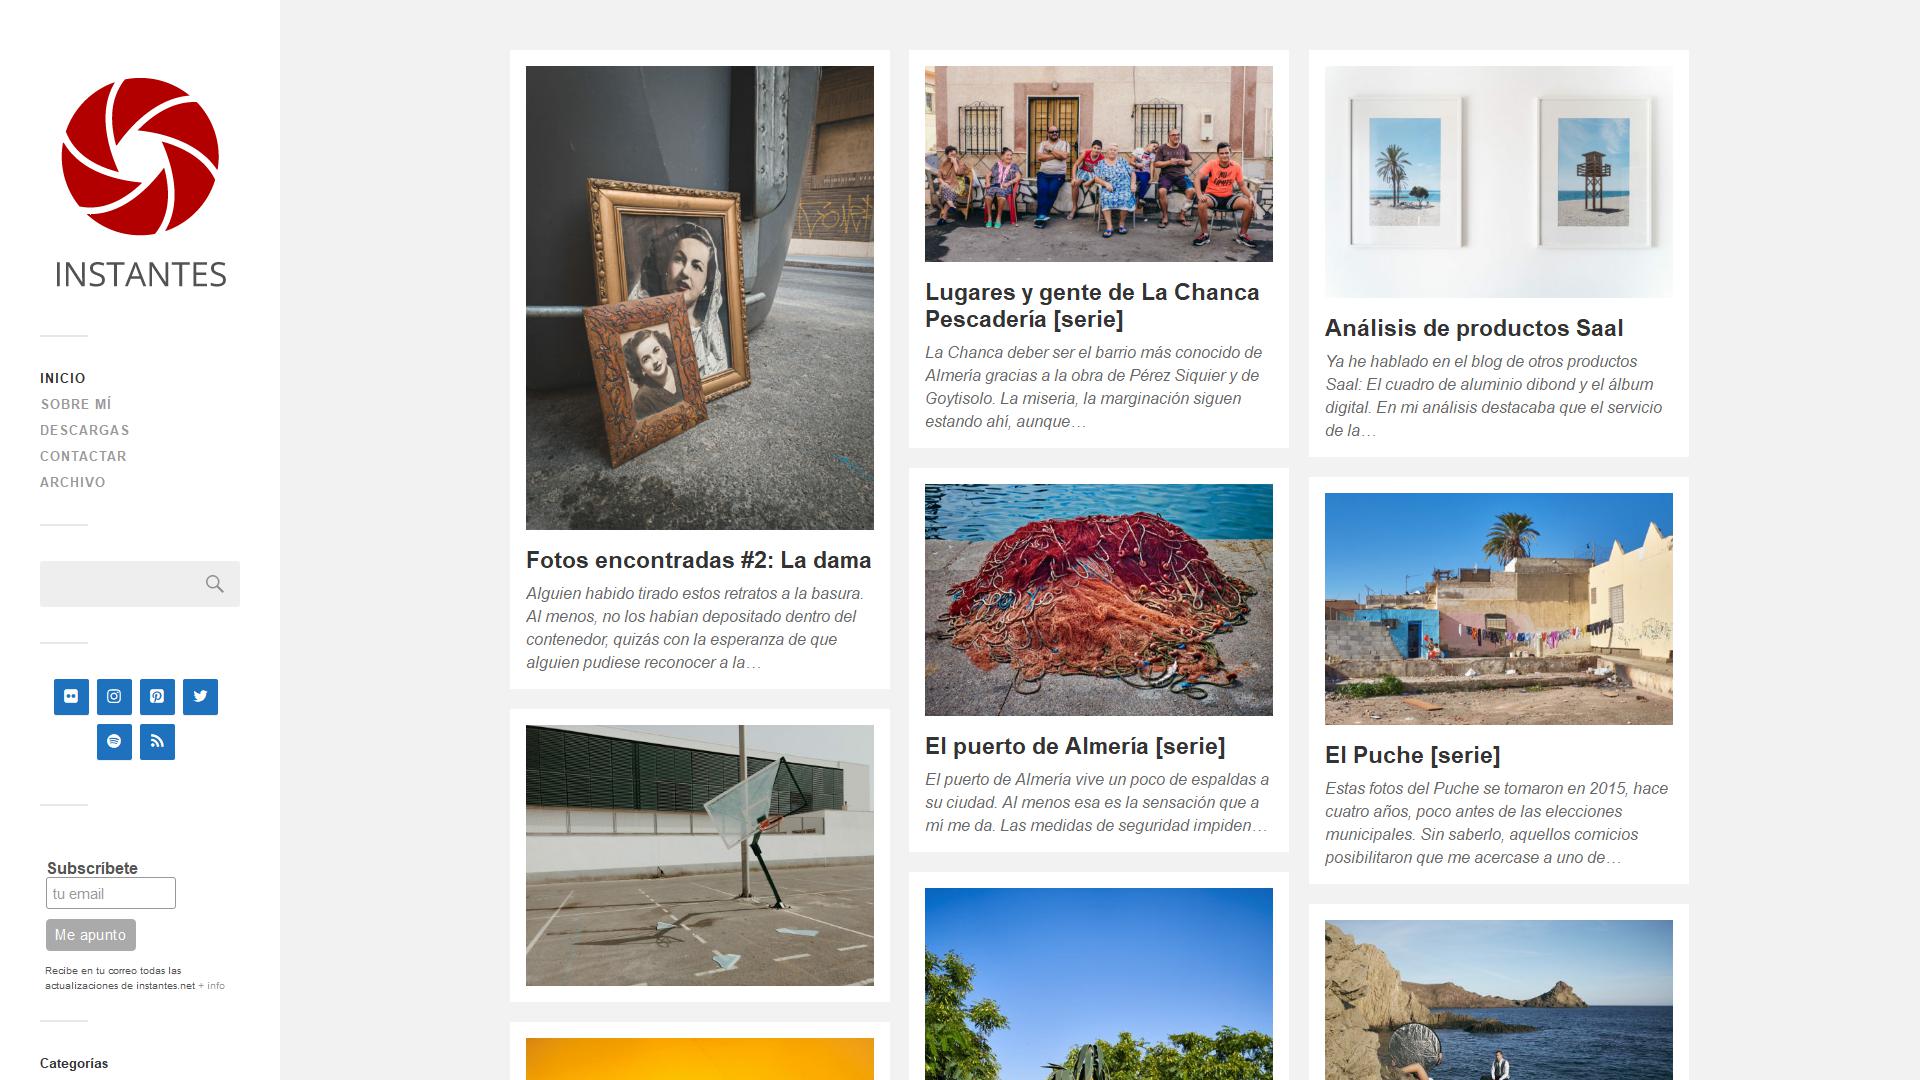 INSTANTES
INICIO
SOBRE MÍ
DESCARGAS
CONTACTAR
ARCHIVO
Subscríbete
tu email
Me apunto
Recibe en tu correo todas las
actualizaciones de instantes.net + info
Categorías
Fotos encontradas #2: La dama
Alguien habido tirado estos retratos a la basura.
Al menos, no los habían depositado dentro del
contenedor, quizás con la esperanza de que
alguien pudiese reconocer a la…
Lugares y gente de La Chanca
Pescadería [serie]
La Chanca deber ser el barrio más conocido de
Almería gracias a la obra de Pérez Siquier y de
Goytisolo. La miseria, la marginación siguen
estando ahí, aunque…
El puerto de Almería [serie]
El puerto de Almería vive un poco de espaldas a
su ciudad. Al menos esa es la sensación que a
mí me da. Las medidas de seguridad impiden…
Análisis de productos Saal
Ya he hablado en el blog de otros productos
Saal: El cuadro de aluminio dibond y el álbum
digital. En mi análisis destacaba que el servicio
de la…
El Puche [serie]
Estas fotos del Puche se tomaron en 2015, hace
cuatro años, poco antes de las elecciones
municipales. Sin saberlo, aquellos comicios
posibilitaron que me acercase a uno de…